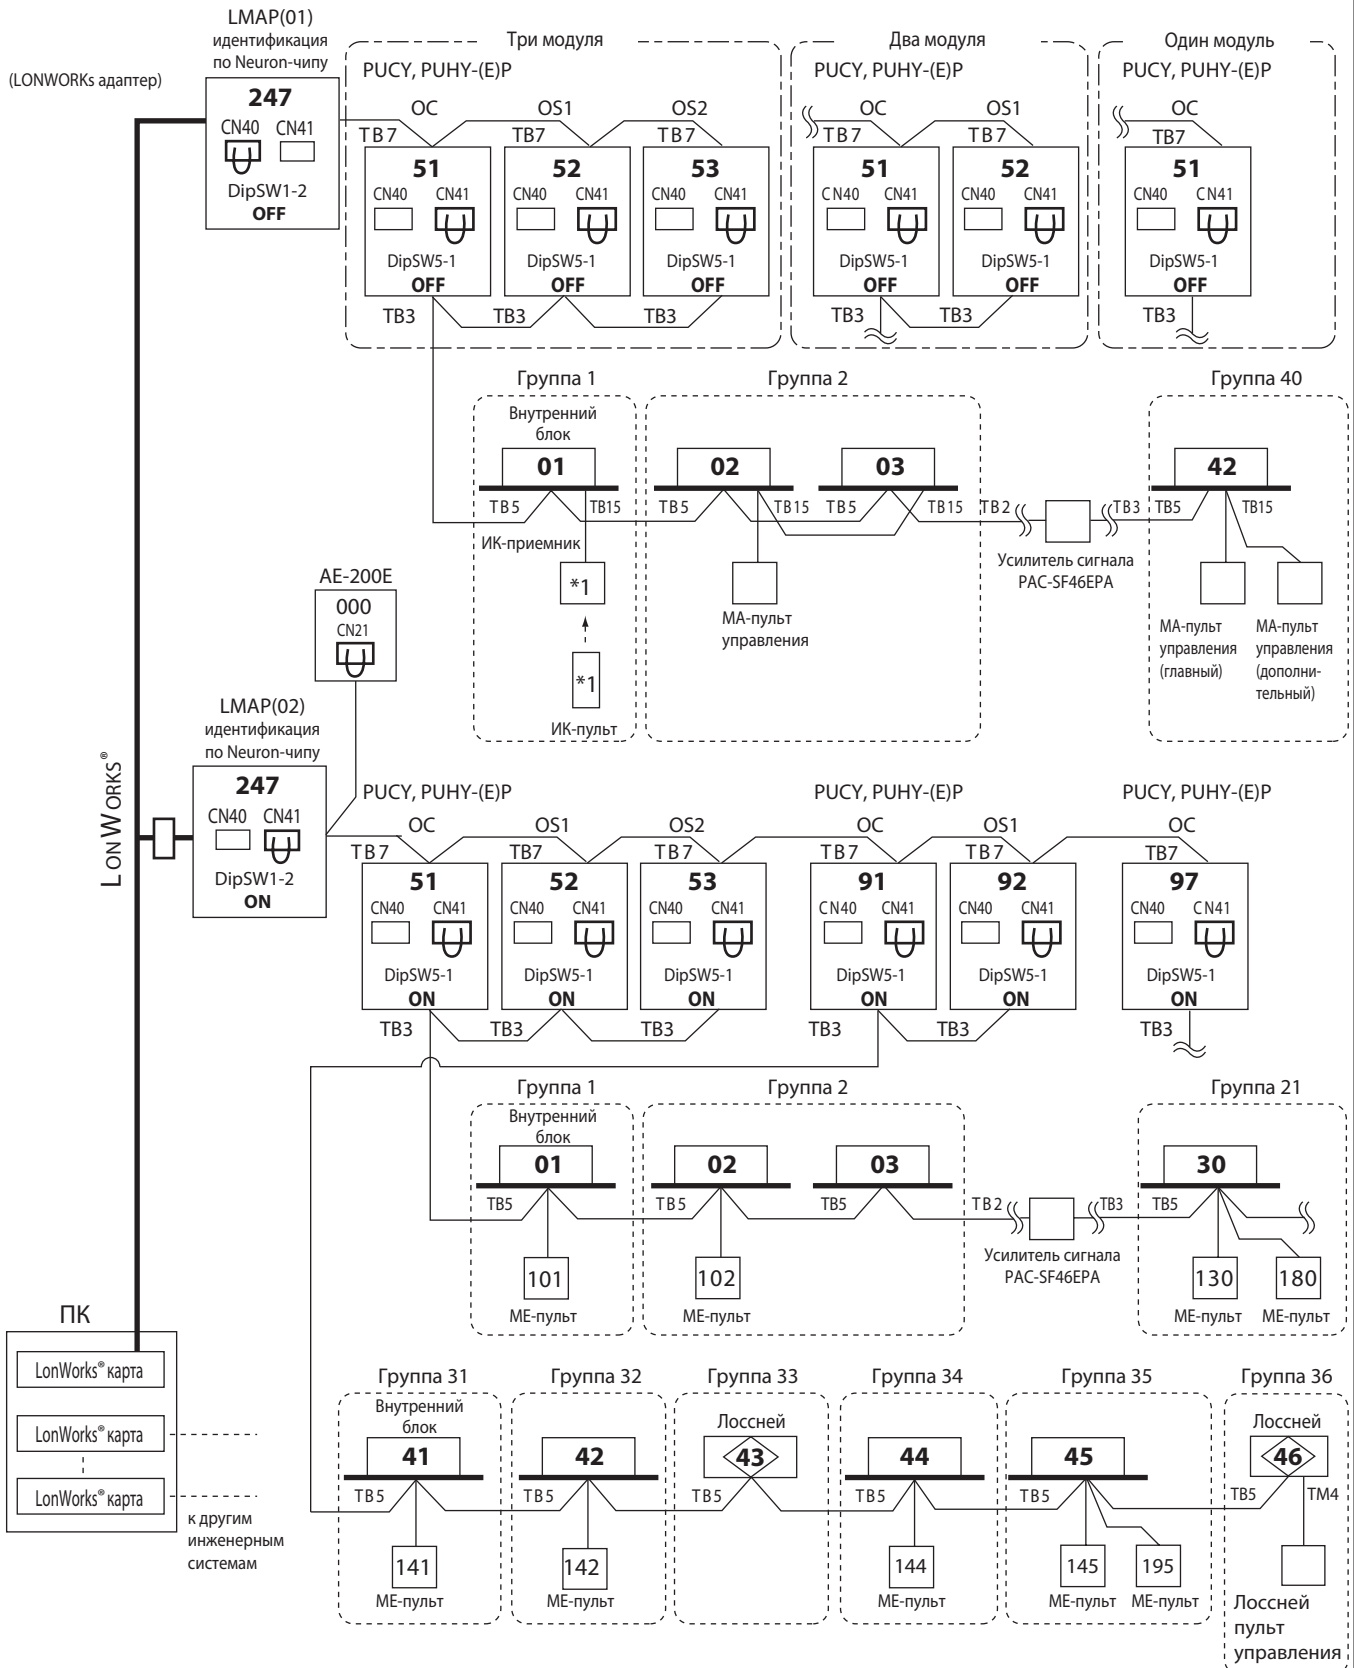 LMAP(01)
идентификация
по Neuron-чипу
(LONWORKs адаптер)
247
CN40 CN41
DipSW1-2
OFF
Три модуля
PUCY, PUHY-(E)P
OC OS1 OS2
TB7 TB7 TB7
51 52 53
CN40 CN41 CN40 CN41 CN40 CN41
DipSW5-1 DipSW5-1 DipSW5-1
OFF OFF OFF
TB3 TB3 TB3
Два модуля
PUCY, PUHY-(E)P
OC OS1
TB7 TB7
51 52
CN40 CN41 CN40 CN41
DipSW5-1 DipSW5-1
OFF OFF
TB3 TB3
Один модуль
PUCY, PUHY-(E)P
OC
TB7
51
CN40 CN41
DipSW5-1
OFF
TB3
Группа 1
Внутренний
блок
01
TB5 TB15
ИК-приемник
*1
*1
ИК-пульт
Группа 2
02 03
TB5 TB15 TB5 TB15
MA-пульт
управления
TB2 TB3
Усилитель сигнала
PAC-SF46EPA
Группа 40
42
TB5 TB15
MA-пульт
управления
(главный)
MA-пульт
управления
(дополни-
тельный)
AE-200E
000
CN21
LMAP(02)
идентификация
по Neuron-чипу
247
CN40 CN41
DipSW1-2
ON
LONWORKS®
PUCY, PUHY-(E)P PUCY, PUHY-(E)P PUCY, PUHY-(E)P
OC OS1 OS2 OC OS1 OC
TB7 TB7 TB7 TB7 TB7 TB7
51 52 53 91 92 97
CN40 CN41 CN40 CN41 CN40 CN41 CN40 CN41 CN40 CN41 CN40 CN41
DipSW5-1 DipSW5-1 DipSW5-1 DipSW5-1 DipSW5-1 DipSW5-1
ON ON ON ON ON ON
TB3 TB3 TB3 TB3 TB3 TB3
Группа 1
Внутренний
блок
01
TB5
101
ME-пульт
Группа 2
02 03
TB5 TB5
102
ME-пульт
TB2 TB3
Усилитель сигнала
PAC-SF46EPA
Группа 21
30
TB5
130 180
ME-пульт ME-пульт
ПК
LonWorks® карта
LonWorks® карта
LonWorks® карта
к другим
инженерным
системам
Группа 31
Внутренний
блок
41
TB5
141
ME-пульт
Группа 32
42
TB5
142
ME-пульт
Группа 33
Лоссней
43
TB5
Группа 34
44
TB5
144
ME-пульт
Группа 35
45
TB5
145 195
ME-пульт ME-пульт
Группа 36
Лоссней
46
TB5 TM4
Лоссней
пульт
управления